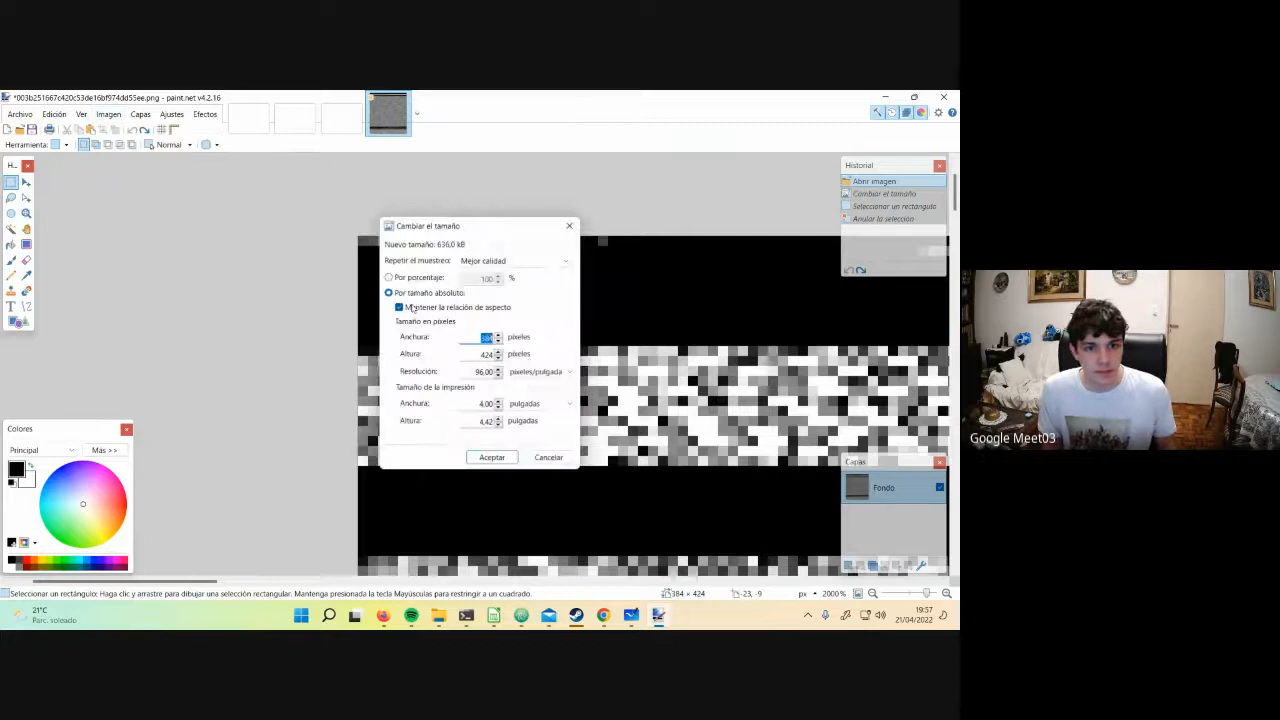 *003b251667c420c53de16bf974dd55ee.png - paint.net v4.2.16
Archivo Edición Ver Imagen Capas Ajustes Efectos
Herramienta: Normal
H...
Historial
Abrir imagen
Cambiar el tamaño
Seleccionar un rectángulo
Anular la selección
Cambiar el tamaño
Nuevo tamaño: 636,0 kB
Repetir el muestreo: Mejor calidad
Por porcentaje: 100 %
Por tamaño absoluto:
Mantener la relación de aspecto
Tamaño en píxeles
Anchura: 384 píxeles
Altura: 424 píxeles
Resolución: 96,00 píxeles/pulgada
Tamaño de la impresión
Anchura: 4,00 pulgadas
Altura: 4,42 pulgadas
Aceptar Cancelar
Colores
Principal Más >>
Capas
Fondo
Seleccionar un rectángulo: Haga clic y arrastre para dibujar una selección rectangular. Mantenga presionada la tecla Mayúsculas para restringir a un cuadrado. 384 × 424 -23, -9 px 2000%
21°C
Parc. soleado
19:57
21/04/2022
Google Meet03